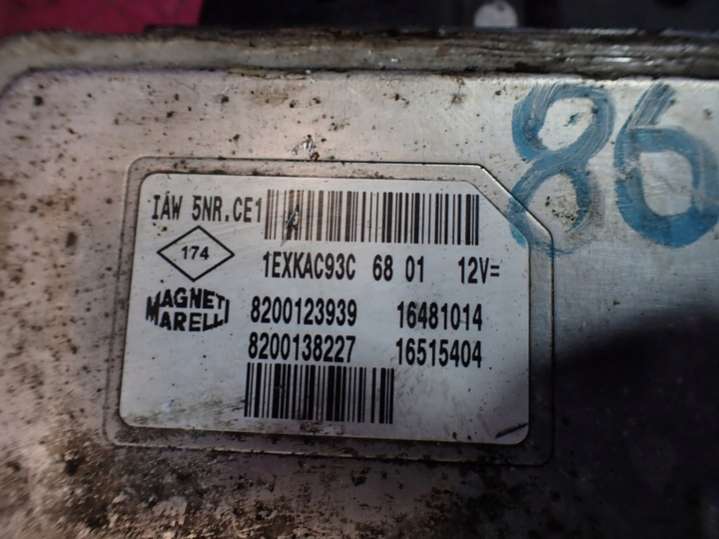 IAW 5NR.CE1
174
1EXKAC93C 68 01 12V=
MAGNETI MARELLI
8200123939 16481014
8200138227 16515404
86